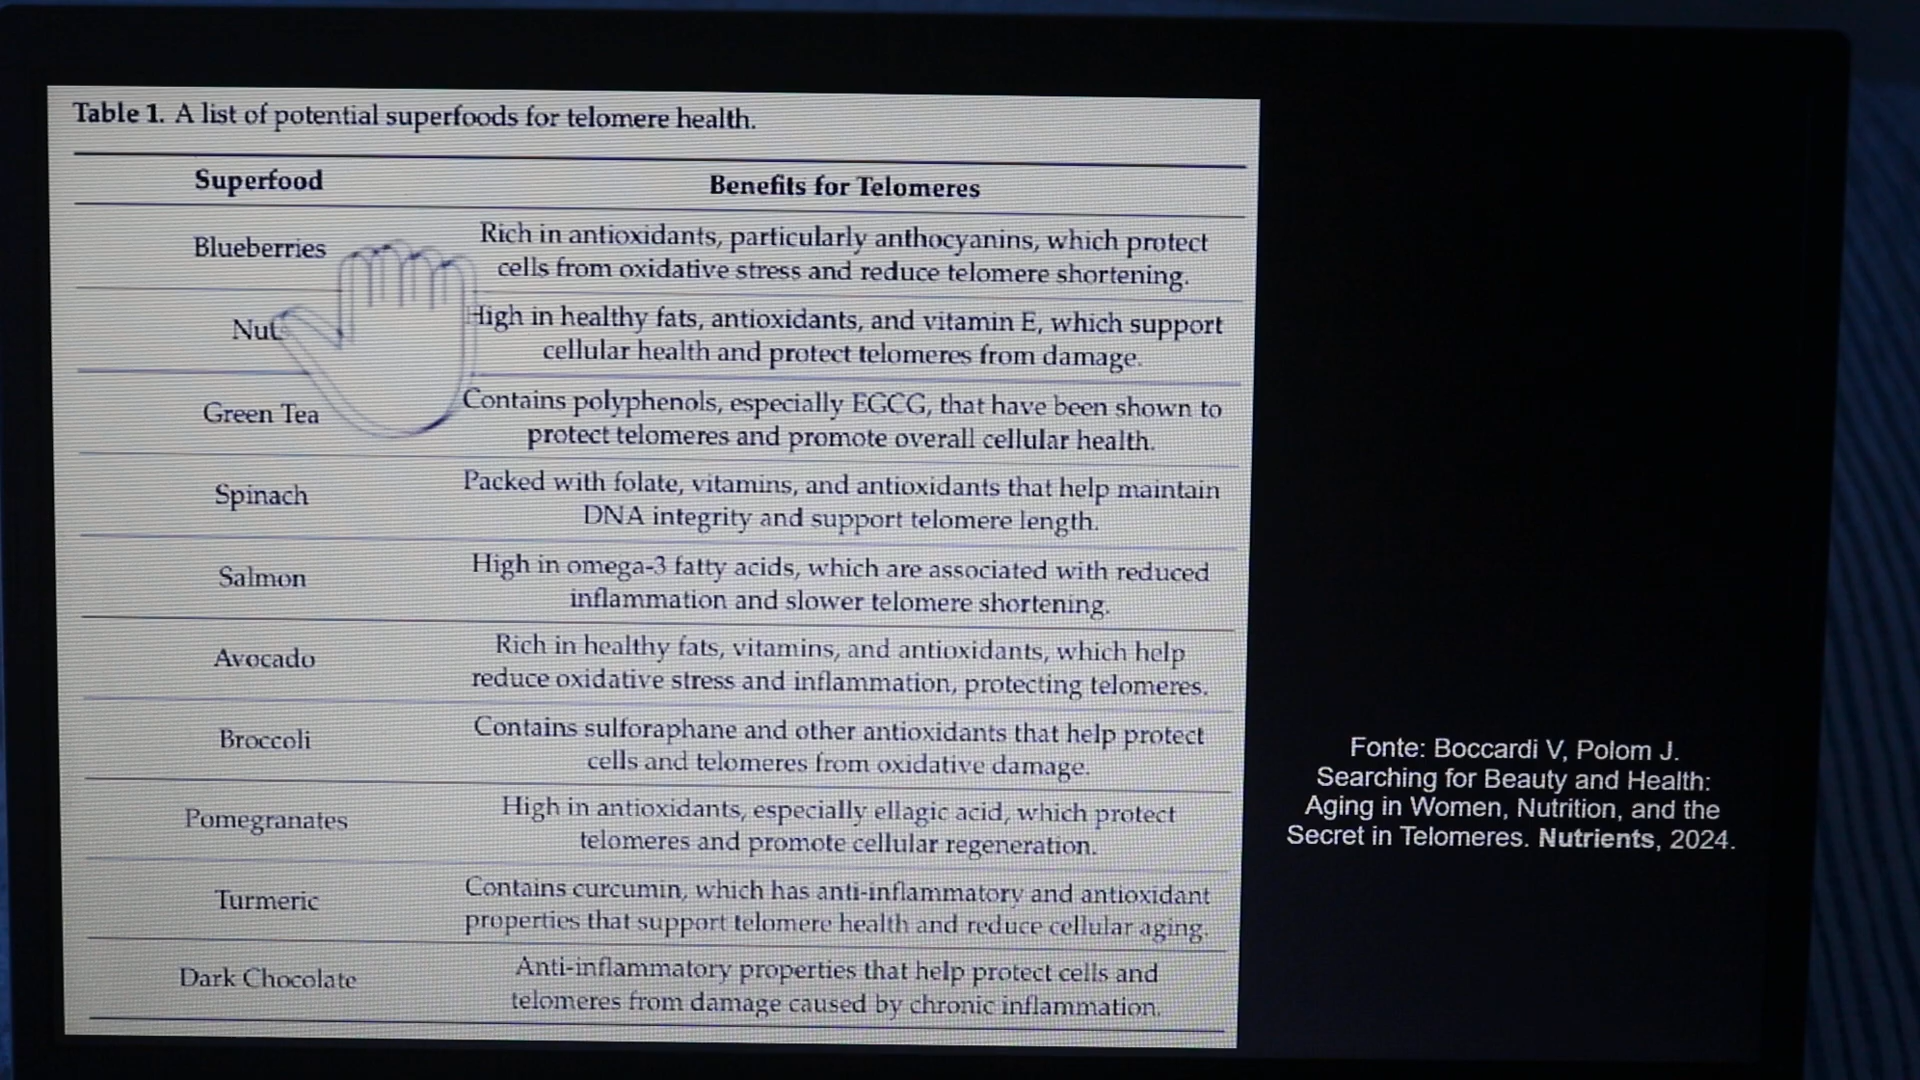 Table 1. A list of potential superfoods for telomere health.
Superfood
Benefits for Telomeres
Blueberries
Rich in antioxidants, particularly anthocyanins, which protect
cells from oxidative stress and reduce telomere shortening.
High in healthy fats, antioxidants, and vitamin E, which support
cellular health and protect telomeres from damage.
Green Tea
Contains polyphenols, especially EGCG, that have been shown to
protect telomeres and promote overall cellular health.
Spinach
Packed with folate, vitamins, and antioxidants that help maintain
DNA integrity and support telomere length.
Salmon
High in omega-3 fatty acids, which are associated with reduced
inflammation and slower telomere shortening.
Avocado
Rich in healthy fats, vitamins, and antioxidants, which help
reduce oxidative stress and inflammation, protecting telomeres.
Broccoli
Contains sulforaphane and other antioxidants that help protect
cells and telomeres from oxidative damage.
Pomegranates
High in antioxidants, especially ellagic acid, which protect
telomeres and promote cellular regeneration.
Turmeric
Contains curcumin, which has anti-inflammatory and antioxidant
properties that support telomere health and reduce cellular aging.
Dark Chocolate
Anti-inflammatory properties that help protect cells and
telomeres from damage caused by chronic inflammation.
Fonte: Boccardi V, Polom J.
Searching for Beauty and Health:
Aging in Women, Nutrition, and the
Secret in Telomeres. Nutrients, 2024.